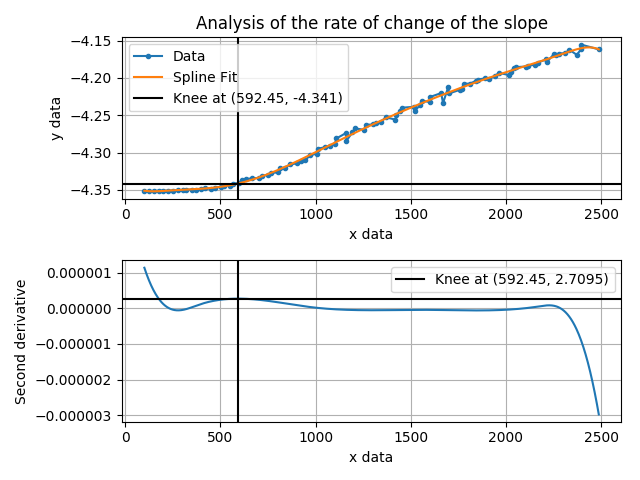 Analysis of the rate of change of the slope
−4.15
−4.20
−4.25
−4.30
−4.35
y data
Data
Spline Fit
Knee at (592.45, -4.341)
0 500 1000 1500 2000 2500
x data
0.000001
0.000000
−0.000001
−0.000002
−0.000003
Second derivative
Knee at (592.45, 2.7095)
0 500 1000 1500 2000 2500
x data